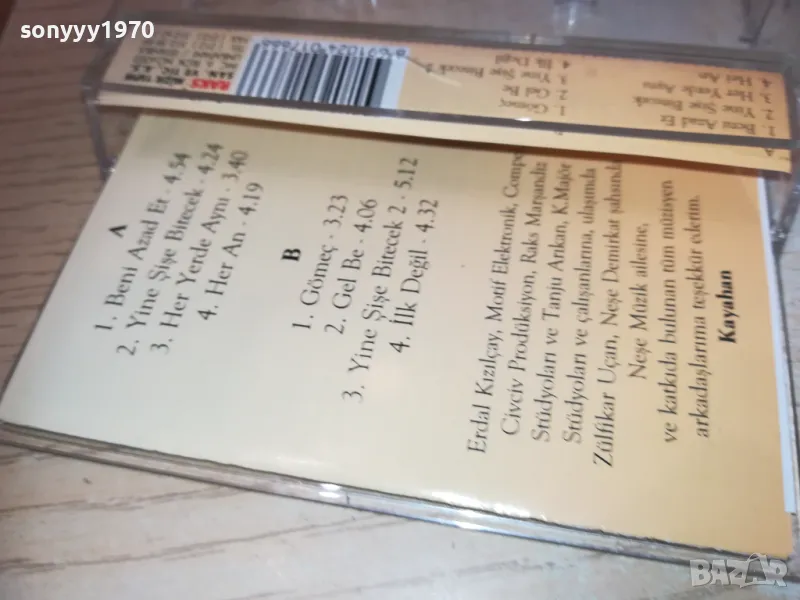 sonyyy1970
A
1. Beni Azad Et · 4.54
2. Yine Şişe Bitecek · 4.24
3. Her Yerde Aynı · 3.40
4. Her An · 4.19
B
1. Gömeç · 3.23
2. Gel Be · 4.06
3. Yine Şişe Bitecek 2 · 5.12
4. İlk Değil · 4.32
Erdal Kızılçay, Motif Elektronik,
Civciv Prodüksiyon, Raks Marşandiz
Stüdyoları ve Tanju Arıkan, K.Majör
Stüdyoları ve çalışanlarına, ulaşımda
Zülfikar Uçan, Neşe Demirkar şahsında
Neşe Müzik ailesine,
ve katkıda bulunan tüm müzisyen
arkadaşlarıma teşekkür ederim.
Kayahan
A
1. Beni Azad Et
2. Yine Şişe Bitecek
3. Her Yerde Aynı
4. Her An
1. Gömeç
2. Gel Be
3. Yine Şişe Bitecek 2
4. İlk Değil
RAKS
BAZAR